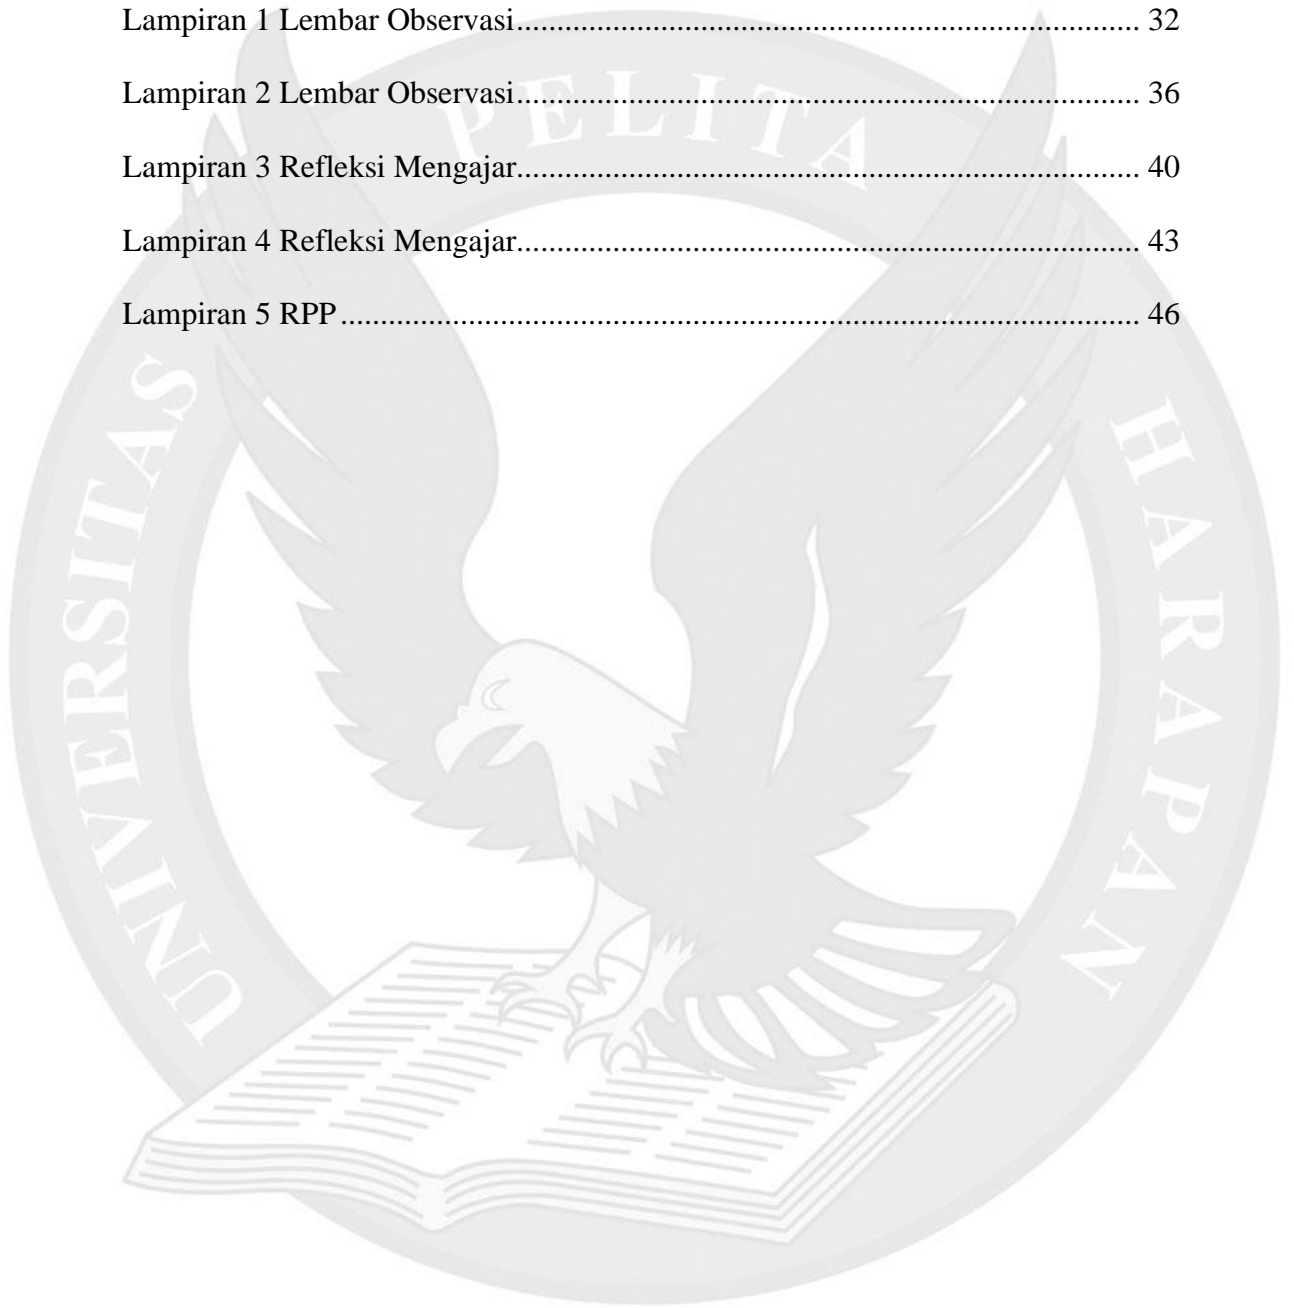 Lampiran 1 Lembar Observasi.............................................................................. 32
Lampiran 2 Lembar Observasi.............................................................................. 36
Lampiran 3 Refleksi Mengajar.............................................................................. 40
Lampiran 4 Refleksi Mengajar.............................................................................. 43
Lampiran 5 RPP.................................................................................................... 46
UNIVERSITAS PELITA HARAPAN